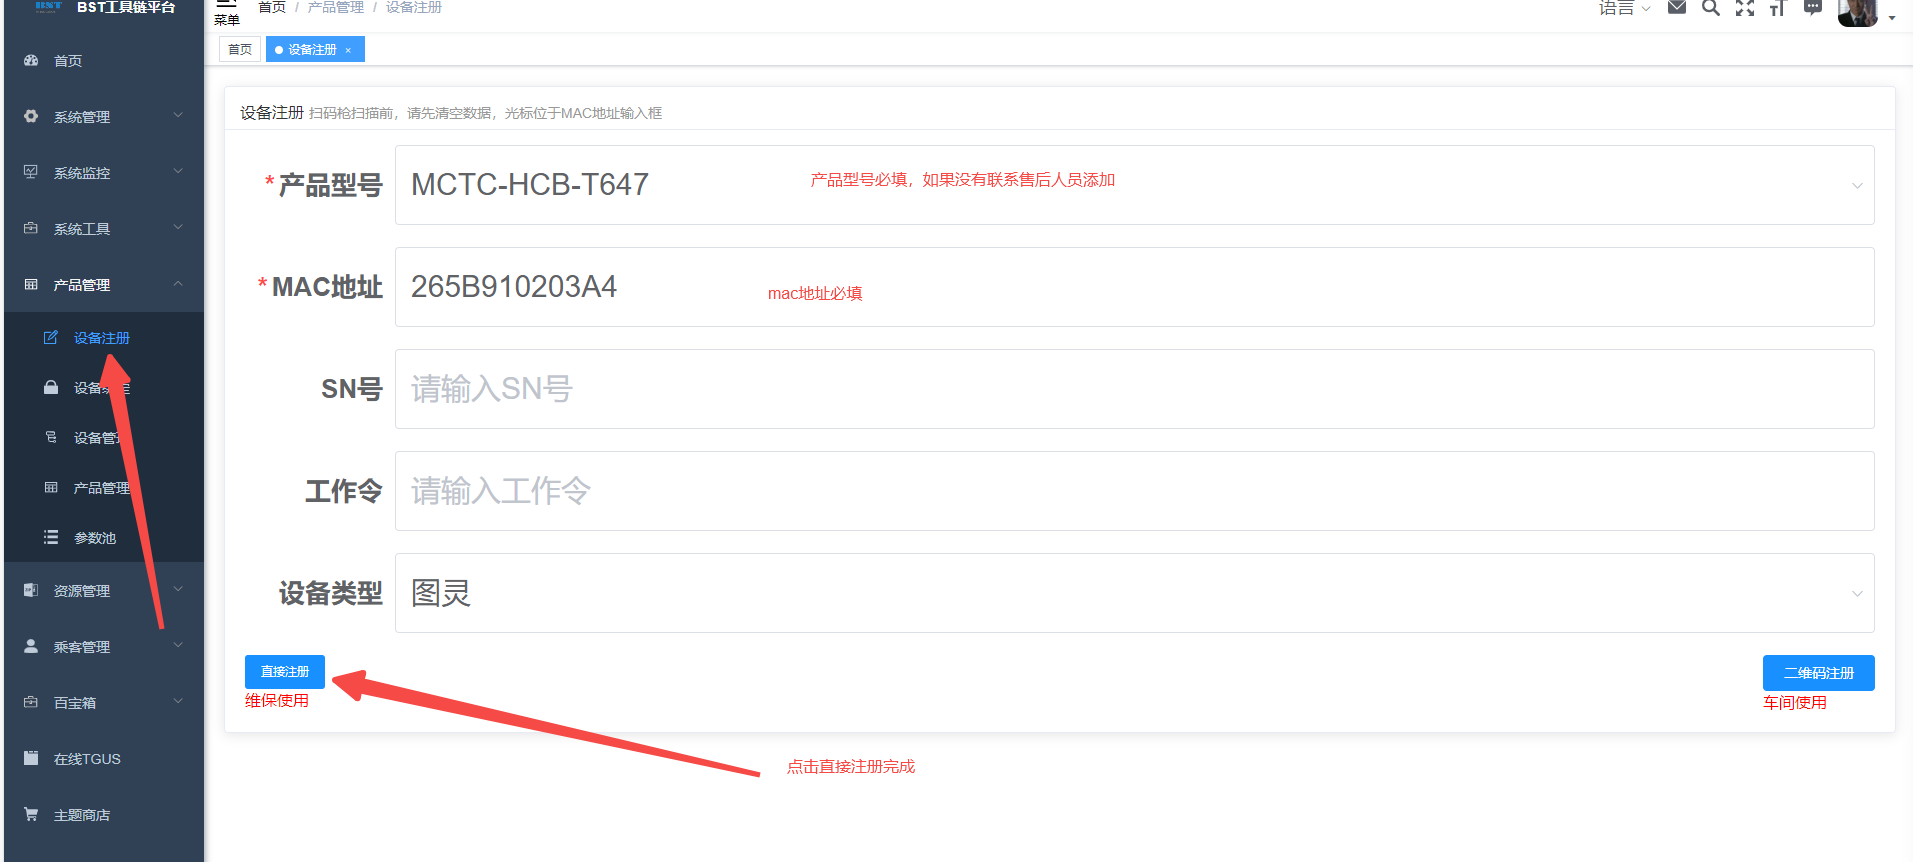 BST
BST工具链平台
菜单
首页 / 产品管理 / 设备注册
语言
首页
设备注册 ×
首页
系统管理
系统监控
系统工具
产品管理
设备注册
设备
设备管
产品管理
参数池
资源管理
乘客管理
百宝箱
在线TGUS
主题商店
设备注册 扫码枪扫描前，请先清空数据，光标位于MAC地址输入框
* 产品型号
MCTC-HCB-T647
产品型号必填，如果没有联系售后人员添加
* MAC地址
265B910203A4
mac地址必填
SN号
请输入SN号
工作令
请输入工作令
设备类型
图灵
直接注册
维保使用
二维码注册
车间使用
点击直接注册完成